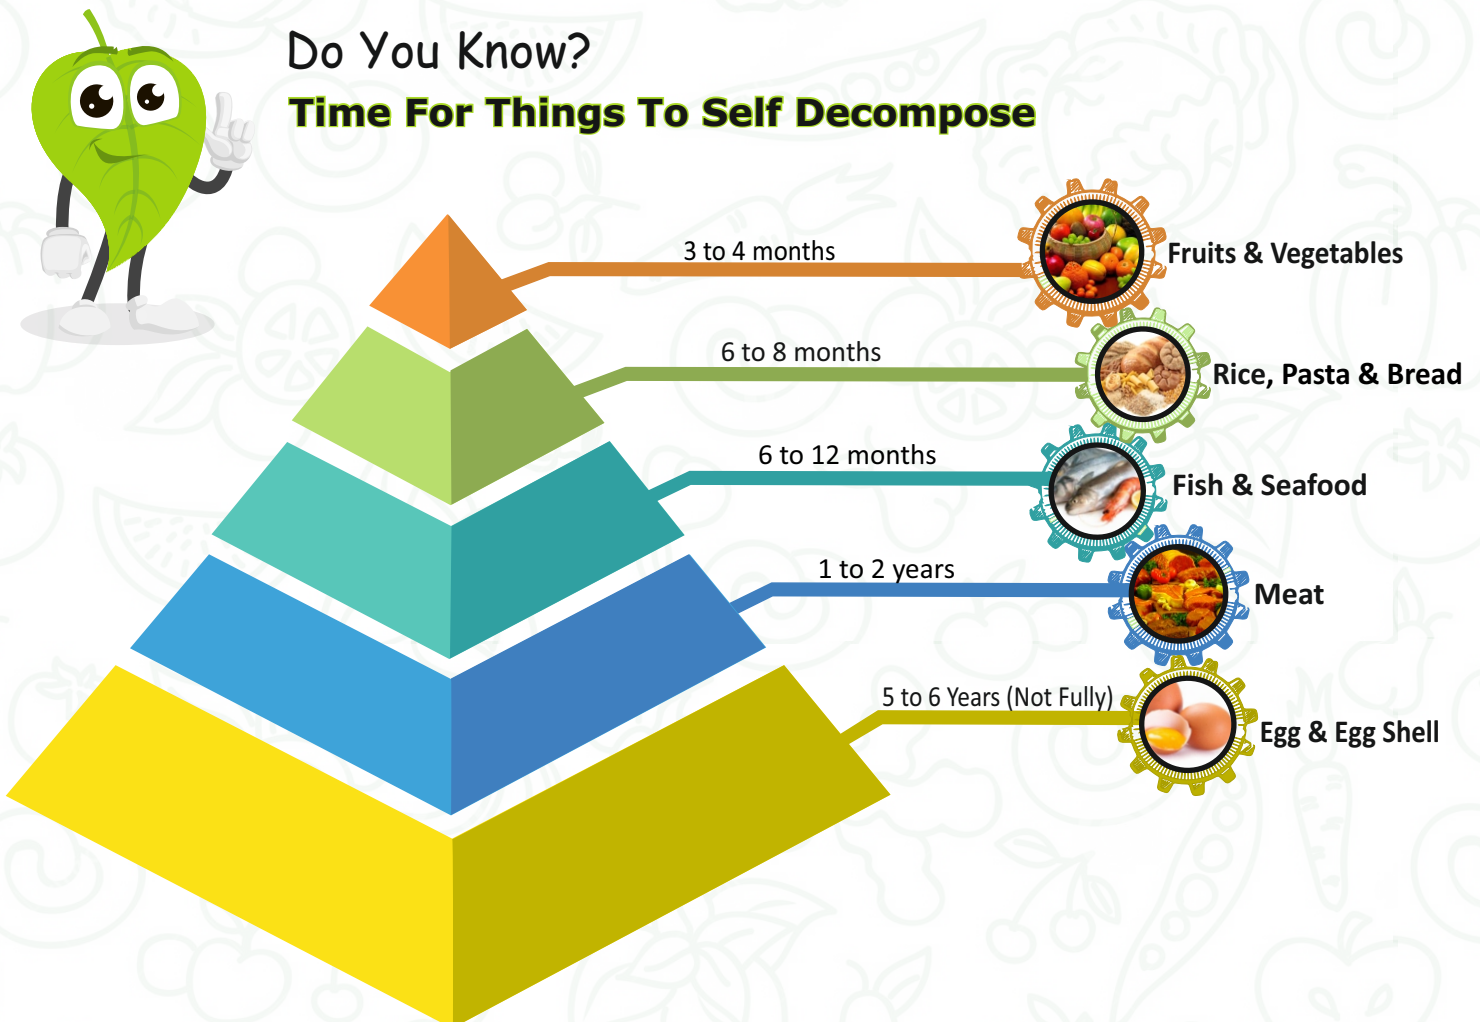 Do You Know?
Time For Things To Self Decompose
3 to 4 months
Fruits & Vegetables
6 to 8 months
Rice, Pasta & Bread
6 to 12 months
Fish & Seafood
1 to 2 years
Meat
5 to 6 Years (Not Fully)
Egg & Egg Shell